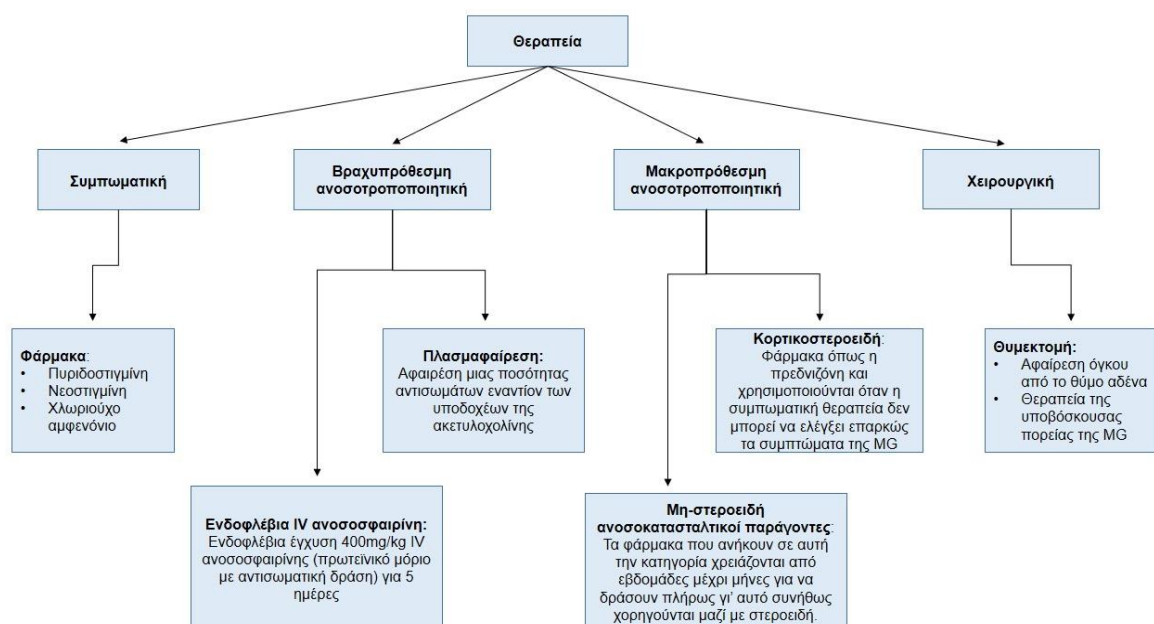 Θεραπεία
Συμπωματική
Βραχυπρόθεσμη
ανοσοτροποποιητική
Μακροπρόθεσμη
ανοσοτροποποιητική
Χειρουργική
Φάρμακα:
• Πυριδοστιγμίνη
• Νεοστιγμίνη
• Χλωριούχο
αμφενόνιο
Πλασμαφαίρεση:
Αφαιρέση μιας ποσότητας
αντισωμάτων εναντίον των
υποδοχέων της
ακετυλοχολίνης
Κορτικοστεροειδή:
Φάρμακα όπως η
πρεδνιζόνη και
χρησιμοποιούνται όταν η
συμπωματική θεραπεία δεν
μπορεί να ελέγξει επαρκώς
τα συμπτώματα της MG
Θυμεκτομή:
• Αφαίρεση όγκου
από το θύμο αδένα
• Θεραπεία της
υποβόσκουσας
πορείας της MG
Ενδοφλέβια IV ανοσοσφαιρίνη:
Ενδοφλέβια έγχυση 400mg/kg IV
ανοσοσφαιρίνης (πρωτεϊνικό μόριο
με αντισωματική δράση) για 5
ημέρες
Μη-στεροειδή
ανοσοκατασταλτικοί παράγοντες:
Τα φάρμακα που ανήκουν σε αυτή
την κατηγορία χρειάζονται από
εβδομάδες μέχρι μήνες για να
δράσουν πλήρως γι' αυτό συνήθως
χορηγούνται μαζί με στεροειδή.